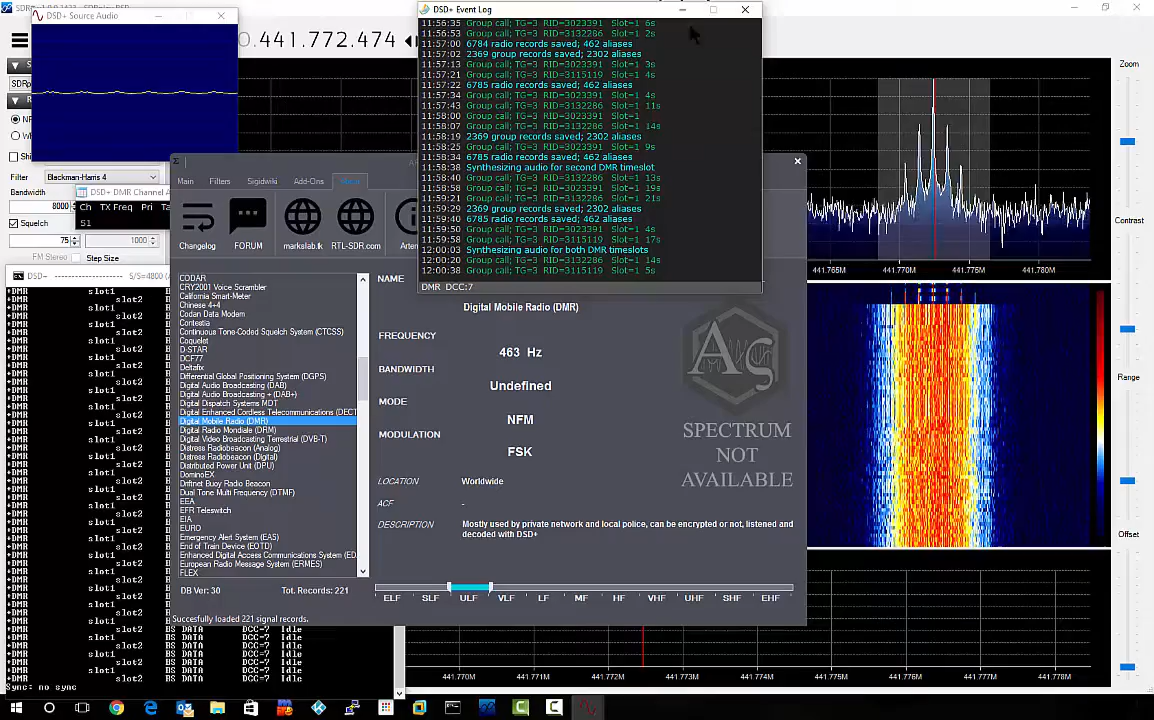 DSD+ Source Audio
.441.772.474
DSD+ Event Log
11:56:35 Group call; TG=3 RID=3023391 Slot=1 6s
11:56:53 Group call; TG=3 RID=3132286 Slot=1 2s
11:57:00 6784 radio records saved; 462 aliases
11:57:02 2369 group records saved; 2302 aliases
11:57:13 Group call; TG=3 RID=3023391 Slot=1 3s
11:57:21 Group call; TG=3 RID=3115119 Slot=1 4s
11:57:22 6785 radio records saved; 462 aliases
11:57:34 Group call; TG=3 RID=3023391 Slot=1 4s
11:57:43 Group call; TG=3 RID=3132286 Slot=1 11s
11:58:00 Group call; TG=3 RID=3023391 Slot=1
11:58:07 Group call; TG=3 RID=3132286 Slot=1 14s
11:58:19 2369 group records saved; 2302 aliases
11:58:25 Group call; TG=3 RID=3023391 Slot=1 9s
11:58:34 6785 radio records saved; 462 aliases
11:58:38 Synthesizing audio for second DMR timeslot
11:58:40 Group call; TG=3 RID=3132286 Slot=1 13s
11:58:58 Group call; TG=3 RID=3023391 Slot=1 19s
11:59:21 Group call; TG=3 RID=3115119 Slot=1 21s
11:59:29 2369 group records saved; 2302 aliases
11:59:40 6785 radio records saved; 462 aliases
11:59:50 Group call; TG=3 RID=3023391 Slot=1 4s
11:59:58 Group call; TG=3 RID=3115119 Slot=1 17s
12:00:03 Synthesizing audio for both DMR timeslots
12:00:20 Group call; TG=3 RID=3132286 Slot=1 14s
12:00:38 Group call; TG=3 RID=3115119 Slot=1 5s
DMR DCC:7
Zoom
Contrast
Range
Offset
441.765M 441.770M 441.775M 441.780M
Filter Blackman-Harris 4
Bandwidth
8000
Squelch
75 1000
FM Stereo Step Size
DSD+ DMR Channel A
Ch TX Freq Pri Ta
S1
Main Filters Sigidwiki Add-Ons
Changelog FORUM markslab.tk RTL-SDR.com
CODAR
CRY2001 Voice Scrambler
California Smart-Meter
Chinese 4+4
Codan Data Modem
Contestia
Continuous Tone-Coded Squelch System (CTCSS)
Coquelet
D-STAR
DCF77
Deltafix
Differential Global Positioning System (DGPS)
Digital Audio Broadcasting (DAB)
Digital Audio Broadcasting + (DAB+)
Digital Dispatch Systems MDT
Digital Enhanced Cordless Telecommunications (DECT
Digital Mobile Radio (DMR)
Digital Radio Mondiale (DRM)
Digital Video Broadcasting Terrestrial (DVB-T)
Distress Radiobeacon (Analog)
Distress Radiobeacon (Digital)
Distributed Power Unit (DPU)
DominoEX
Driftnet Buoy Radio Beacon
Dual Tone Multi Frequency (DTMF)
EEA
EFR Teleswitch
EIA
EURO
Emergency Alert System (EAS)
End of Train Device (EOTD)
Enhanced Digital Access Communications System (ED
European Radio Message System (ERMES)
FLEX
DB Ver: 30 Tot. Records: 221
Succesfully loaded 221 signal records.
NAME
Digital Mobile Radio (DMR)
FREQUENCY
463 Hz
BANDWIDTH
Undefined
MODE
NFM
MODULATION
FSK
LOCATION Worldwide
ACF -
DESCRIPTION Mostly used by private network and local police, can be encrypted or not, listened and
decoded with DSD+
SPECTRUM
NOT
AVAILABLE
ELF SLF ULF VLF LF MF HF VHF UHF SHF EHF
DSD+ S/S=4800
+DMR slot1
+DMR slot2
+DMR slot1
+DMR slot2
BS DATA DCC=7 Idle
Sync: no sync
441.770M 441.771M 441.772M 441.773M 441.774M 441.775M 441.776M 441.777M 441.778M